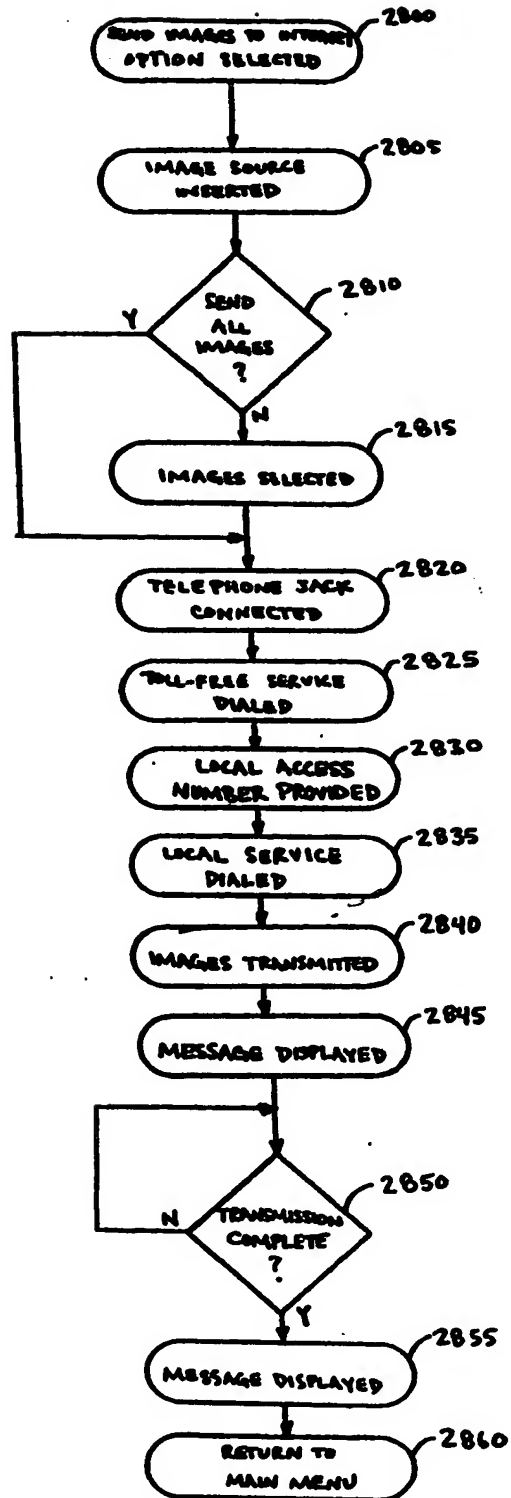 SEND IMAGES TO INTERNET
OPTION SELECTED
2800
IMAGE SOURCE
INSERTED
2805
SEND
ALL
IMAGES
?
2810
Y
N
IMAGES SELECTED
2815
TELEPHONE JACK
CONNECTED
2820
TOLL-FREE SERVICE
DIALED
2825
LOCAL ACCESS
NUMBER PROVIDED
2830
LOCAL SERVICE
DIALED
2835
IMAGES TRANSMITTED
2840
MESSAGE DISPLAYED
2845
TRANSMISSION
COMPLETE
?
2850
N
Y
MESSAGE DISPLAYED
2855
RETURN TO
MAIN MENU
2860